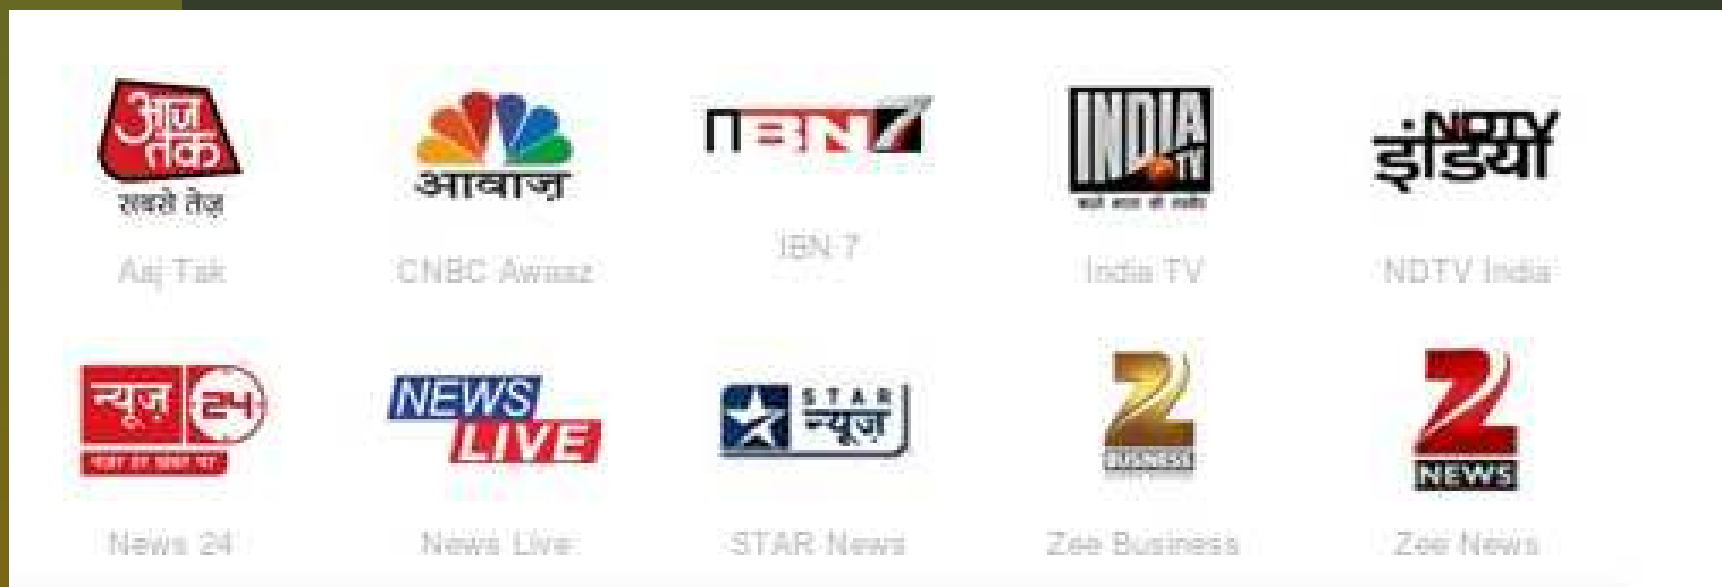 आज
तक
सबसे तेज़
Aaj Tak
आवाज़
CNBC Awaaz
IBN7
IBN 7
INDIA
TV
India TV
NDTV
इंडिया
NDTV India
न्यूज़ 24
News 24
NEWS
LIVE
News Live
STAR
न्यूज़
STAR News
Z
BUSINESS
Zee Business
Z
NEWS
Zee News